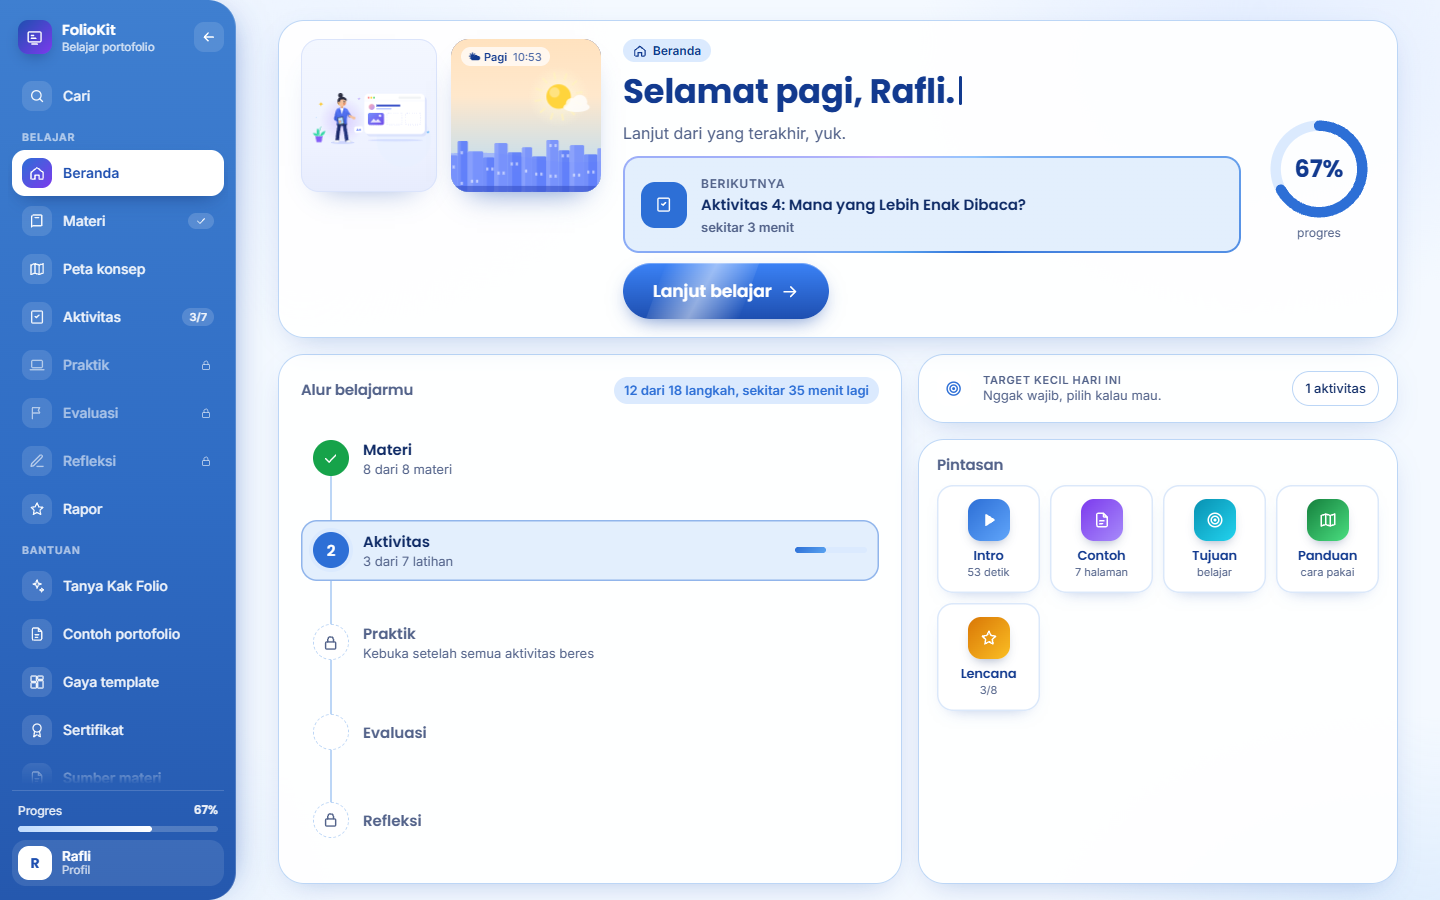 FolioKit
Belajar portofolio
Cari
BELAJAR
Beranda
Materi
Peta konsep
Aktivitas
3/7
Praktik
Evaluasi
Refleksi
Rapor
BANTUAN
Tanya Kak Folio
Contoh portofolio
Gaya template
Sertifikat
Sumber materi
Progres
67%
R
Rafli
Profil
Pagi 10:53
Beranda
Selamat pagi, Rafli.
Lanjut dari yang terakhir, yuk.
BERIKUTNYA
Aktivitas 4: Mana yang Lebih Enak Dibaca?
sekitar 3 menit
Lanjut belajar
67%
progres
Alur belajarmu
12 dari 18 langkah, sekitar 35 menit lagi
Materi
8 dari 8 materi
2
Aktivitas
3 dari 7 latihan
Praktik
Kebuka setelah semua aktivitas beres
Evaluasi
Refleksi
TARGET KECIL HARI INI
Nggak wajib, pilih kalau mau.
1 aktivitas
Pintasan
Intro
53 detik
Contoh
7 halaman
Tujuan
belajar
Panduan
cara pakai
Lencana
3/8